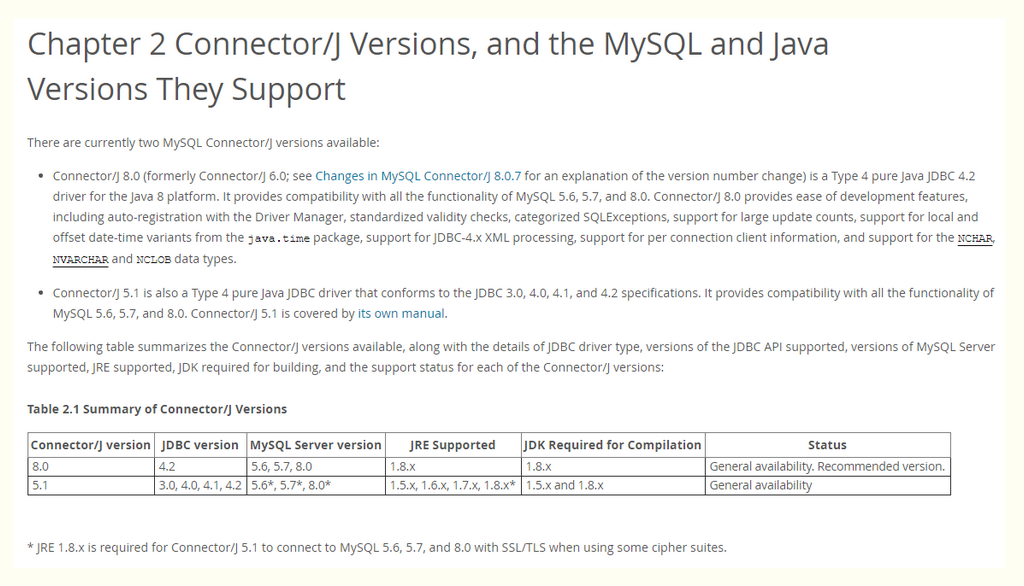 Chapter 2 Connector/J Versions, and the MySQL and Java
Versions They Support
There are currently two MySQL Connector/J versions available:
• Connector/J 8.0 (formerly Connector/J 6.0; see Changes in MySQL Connector/J 8.0.7 for an explanation of the version number change) is a Type 4 pure Java JDBC 4.2
driver for the Java 8 platform. It provides compatibility with all the functionality of MySQL 5.6, 5.7, and 8.0. Connector/J 8.0 provides ease of development features,
including auto-registration with the Driver Manager, standardized validity checks, categorized SQLExceptions, support for large update counts, support for local and
offset date-time variants from the java.time package, support for JDBC-4.x XML processing, support for per connection client information, and support for the NCHAR,
NVARCHAR and NCLOB data types.
• Connector/J 5.1 is also a Type 4 pure Java JDBC driver that conforms to the JDBC 3.0, 4.0, 4.1, and 4.2 specifications. It provides compatibility with all the functionality of
MySQL 5.6, 5.7, and 8.0. Connector/J 5.1 is covered by its own manual.
The following table summarizes the Connector/J versions available, along with the details of JDBC driver type, versions of the JDBC API supported, versions of MySQL Server
supported, JRE supported, JDK required for building, and the support status for each of the Connector/J versions:
Table 2.1 Summary of Connector/J Versions
Connector/J version JDBC version MySQL Server version JRE Supported JDK Required for Compilation Status
8.0 4.2 5.6, 5.7, 8.0 1.8.x 1.8.x General availability. Recommended version.
5.1 3.0, 4.0, 4.1, 4.2 5.6*, 5.7*, 8.0* 1.5.x, 1.6.x, 1.7.x, 1.8.x* 1.5.x and 1.8.x General availability
* JRE 1.8.x is required for Connector/J 5.1 to connect to MySQL 5.6, 5.7, and 8.0 with SSL/TLS when using some cipher suites.